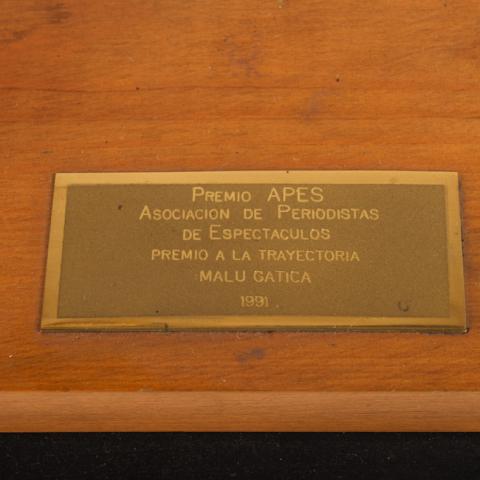 Premio APES
Asociacion de Periodistas
de Espectaculos
PREMIO A LA TRAYECTORIA
MALU GATICA
1991